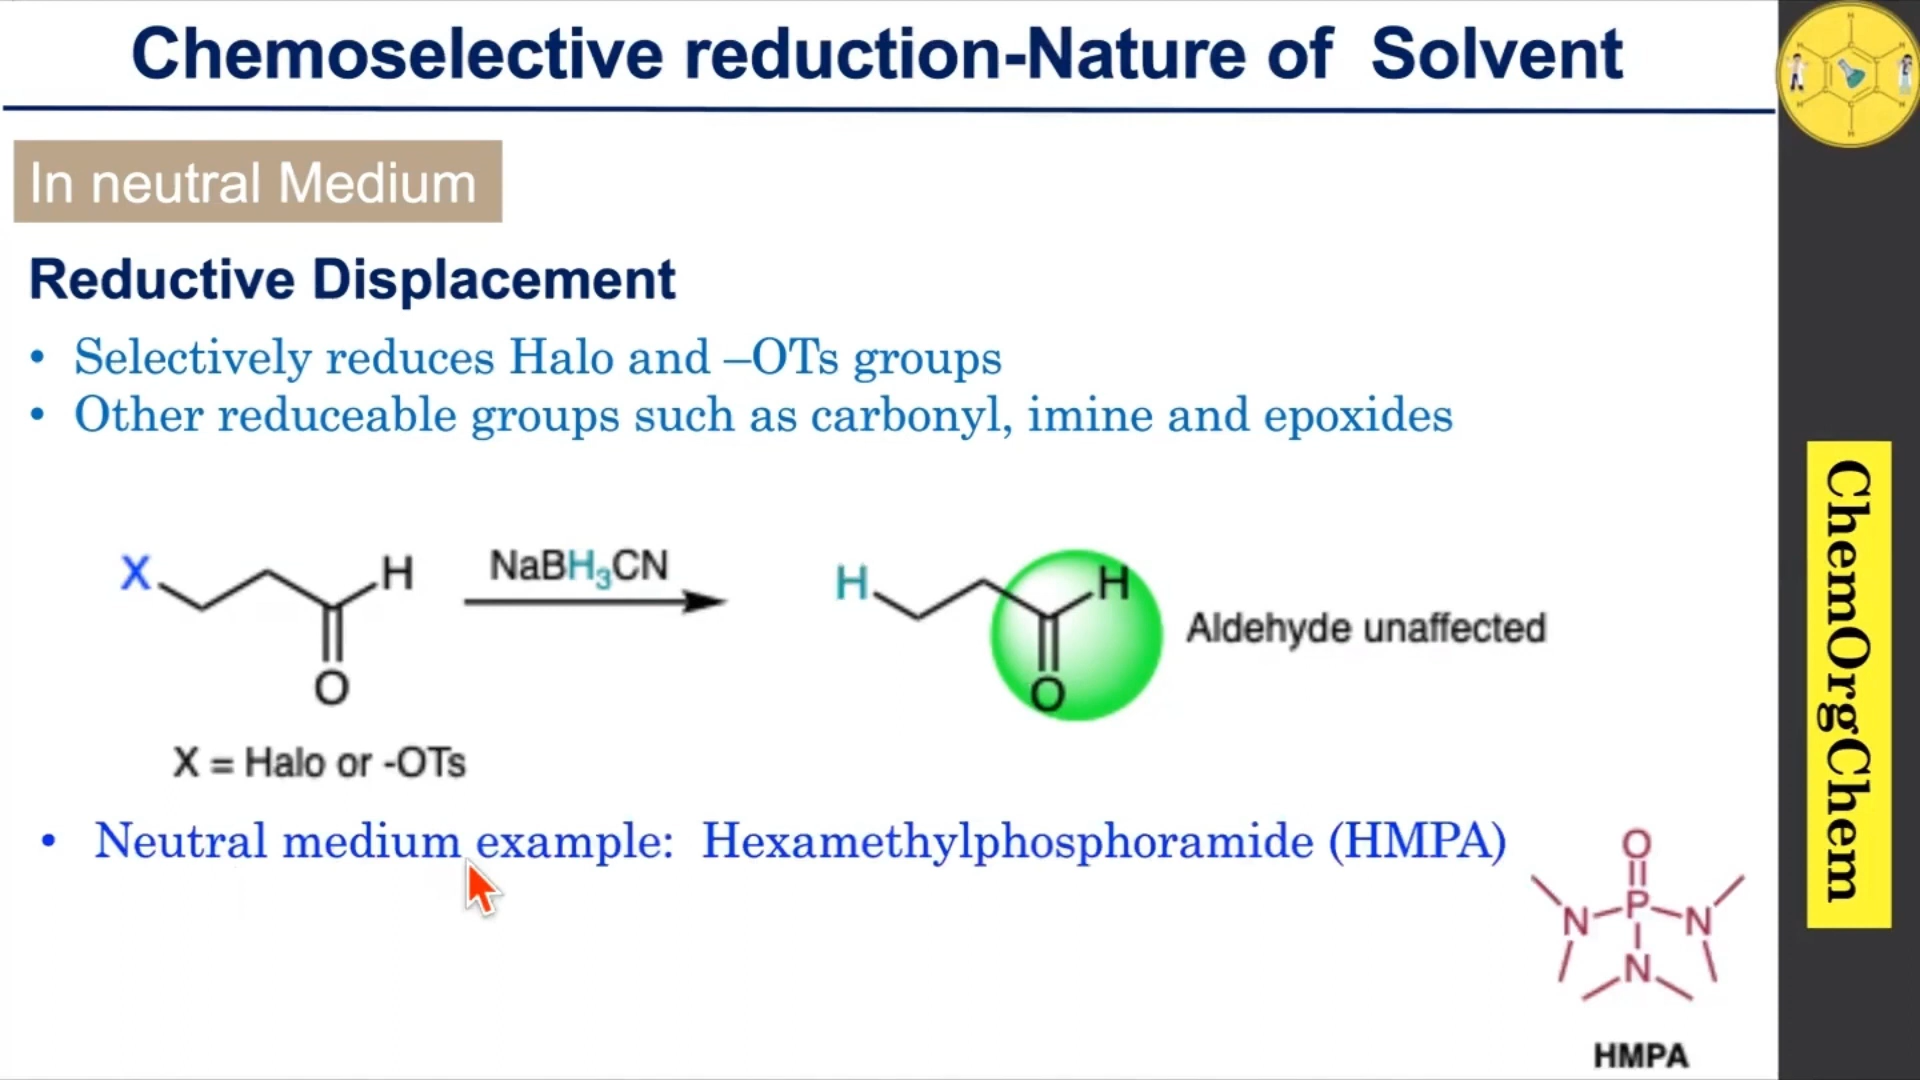 Chemoselective reduction-Nature of Solvent
In neutral Medium
Reductive Displacement
• Selectively reduces Halo and –OTs groups
• Other reduceable groups such as carbonyl, imine and epoxides
X H O
NaBH₃CN
H H O
Aldehyde unaffected
X = Halo or -OTs
• Neutral medium example: Hexamethylphosphoramide (HMPA)
O
N P N
N
HMPA
ChemOrgChem